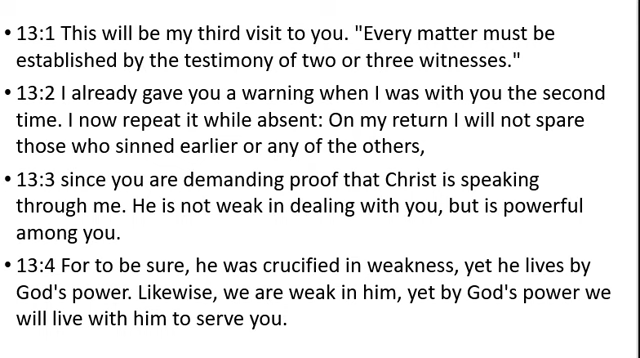 • 13:1 This will be my third visit to you. "Every matter must be
established by the testimony of two or three witnesses."
• 13:2 I already gave you a warning when I was with you the second
time. I now repeat it while absent: On my return I will not spare
those who sinned earlier or any of the others,
• 13:3 since you are demanding proof that Christ is speaking
through me. He is not weak in dealing with you, but is powerful
among you.
• 13:4 For to be sure, he was crucified in weakness, yet he lives by
God's power. Likewise, we are weak in him, yet by God's power we
will live with him to serve you.